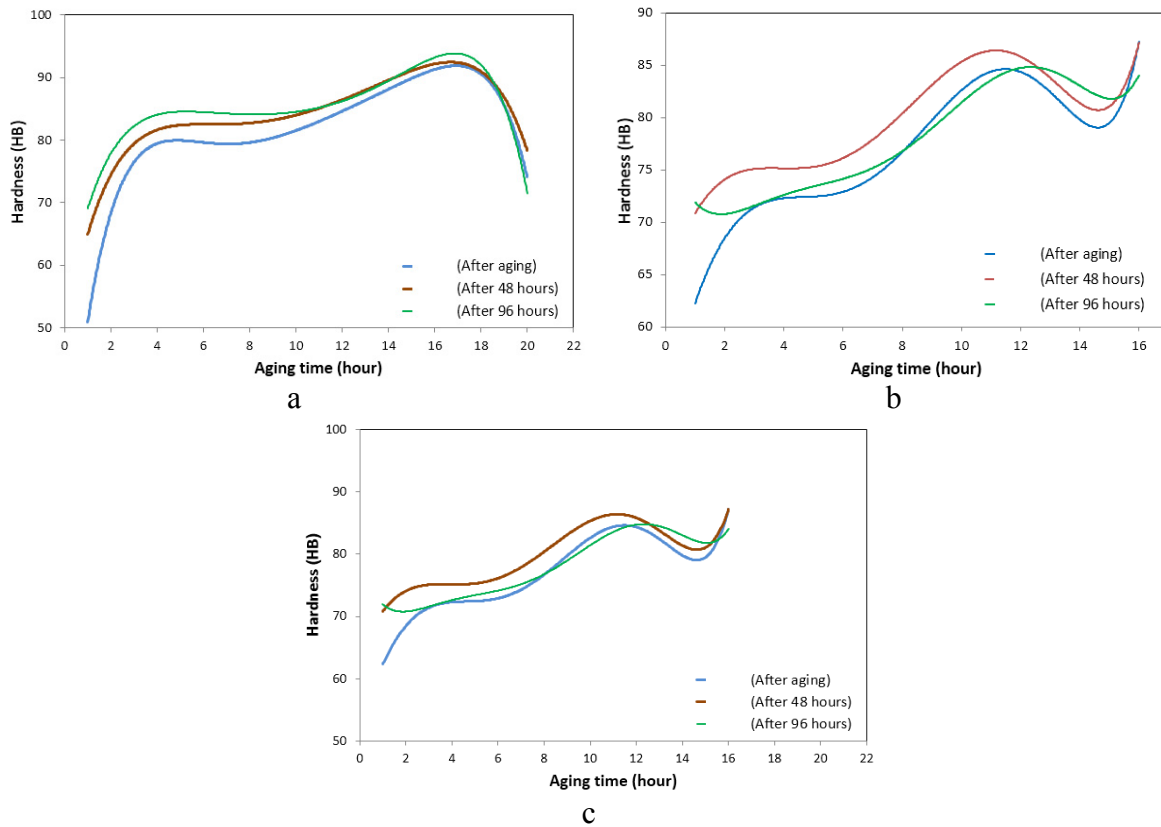 100
90
80
70
60
50
Hardness (HB)
0 2 4 6 8 10 12 14 16 18 20 22
Aging time (hour)
(After aging)
(After 48 hours)
(After 96 hours)
a
90
85
80
75
70
65
60
Hardness (HB)
0 2 4 6 8 10 12 14 16
Aging time (hour)
(After aging)
(After 48 hours)
(After 96 hours)
b
100
90
80
70
60
50
Hardness (HB)
0 2 4 6 8 10 12 14 16 18 20 22
Aging time (hour)
(After aging)
(After 48 hours)
(After 96 hours)
c